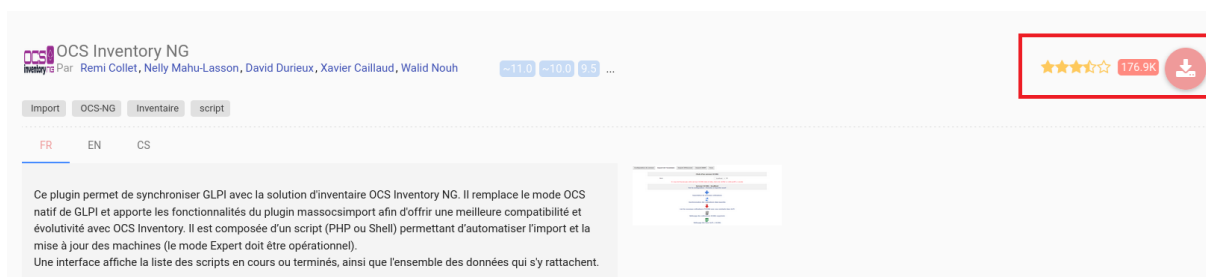 OCS Inventory NG
Par Remi Collet, Nelly Mahu-Lasson, David Durieux, Xavier Caillaud, Walid Nouh ~11.0 ~10.0 9.5 ...
176.9K
Import OCS-NG Inventaire script
FR EN CS
Ce plugin permet de synchroniser GLPI avec la solution d'inventaire OCS Inventory NG. Il remplace le mode OCS
natif de GLPI et apporte les fonctionnalités du plugin massocsimport afin d'offrir une meilleure compatibilité et
évolutivité avec OCS Inventory. Il est composée d'un script (PHP ou Shell) permettant d'automatiser l'import et la
mise à jour des machines (le mode Expert doit être opérationnel).
Une interface affiche la liste des scripts en cours ou terminés, ainsi que l'ensemble des données qui s'y rattachent.